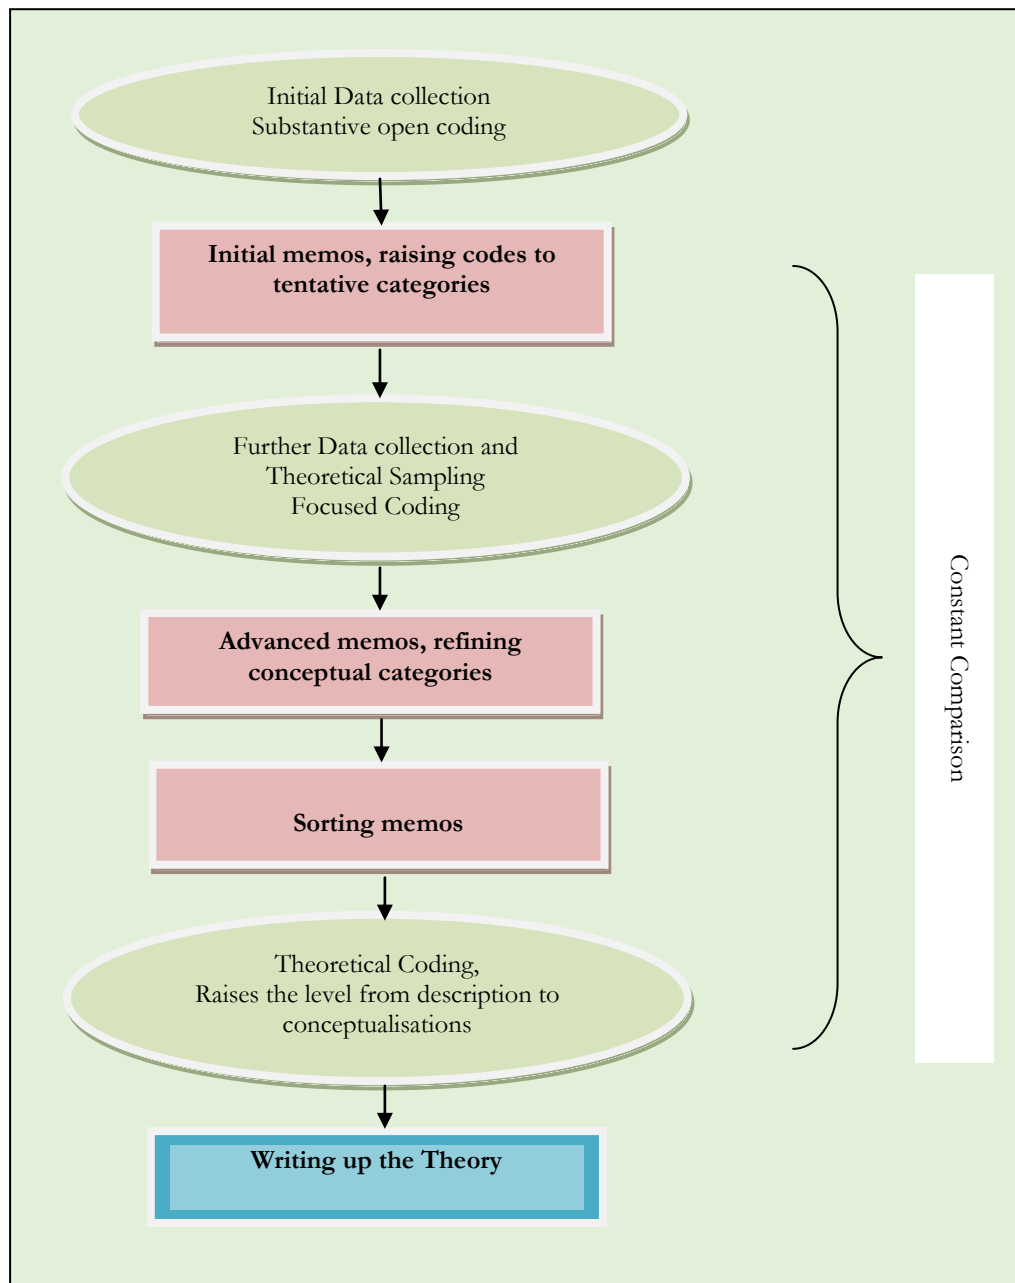 Initial Data collection
Substantive open coding
Initial memos, raising codes to
tentative categories
Further Data collection and
Theoretical Sampling
Focused Coding
Advanced memos, refining
conceptual categories
Sorting memos
Theoretical Coding,
Raises the level from description to
conceptualisations
Writing up the Theory
Constant Comparison